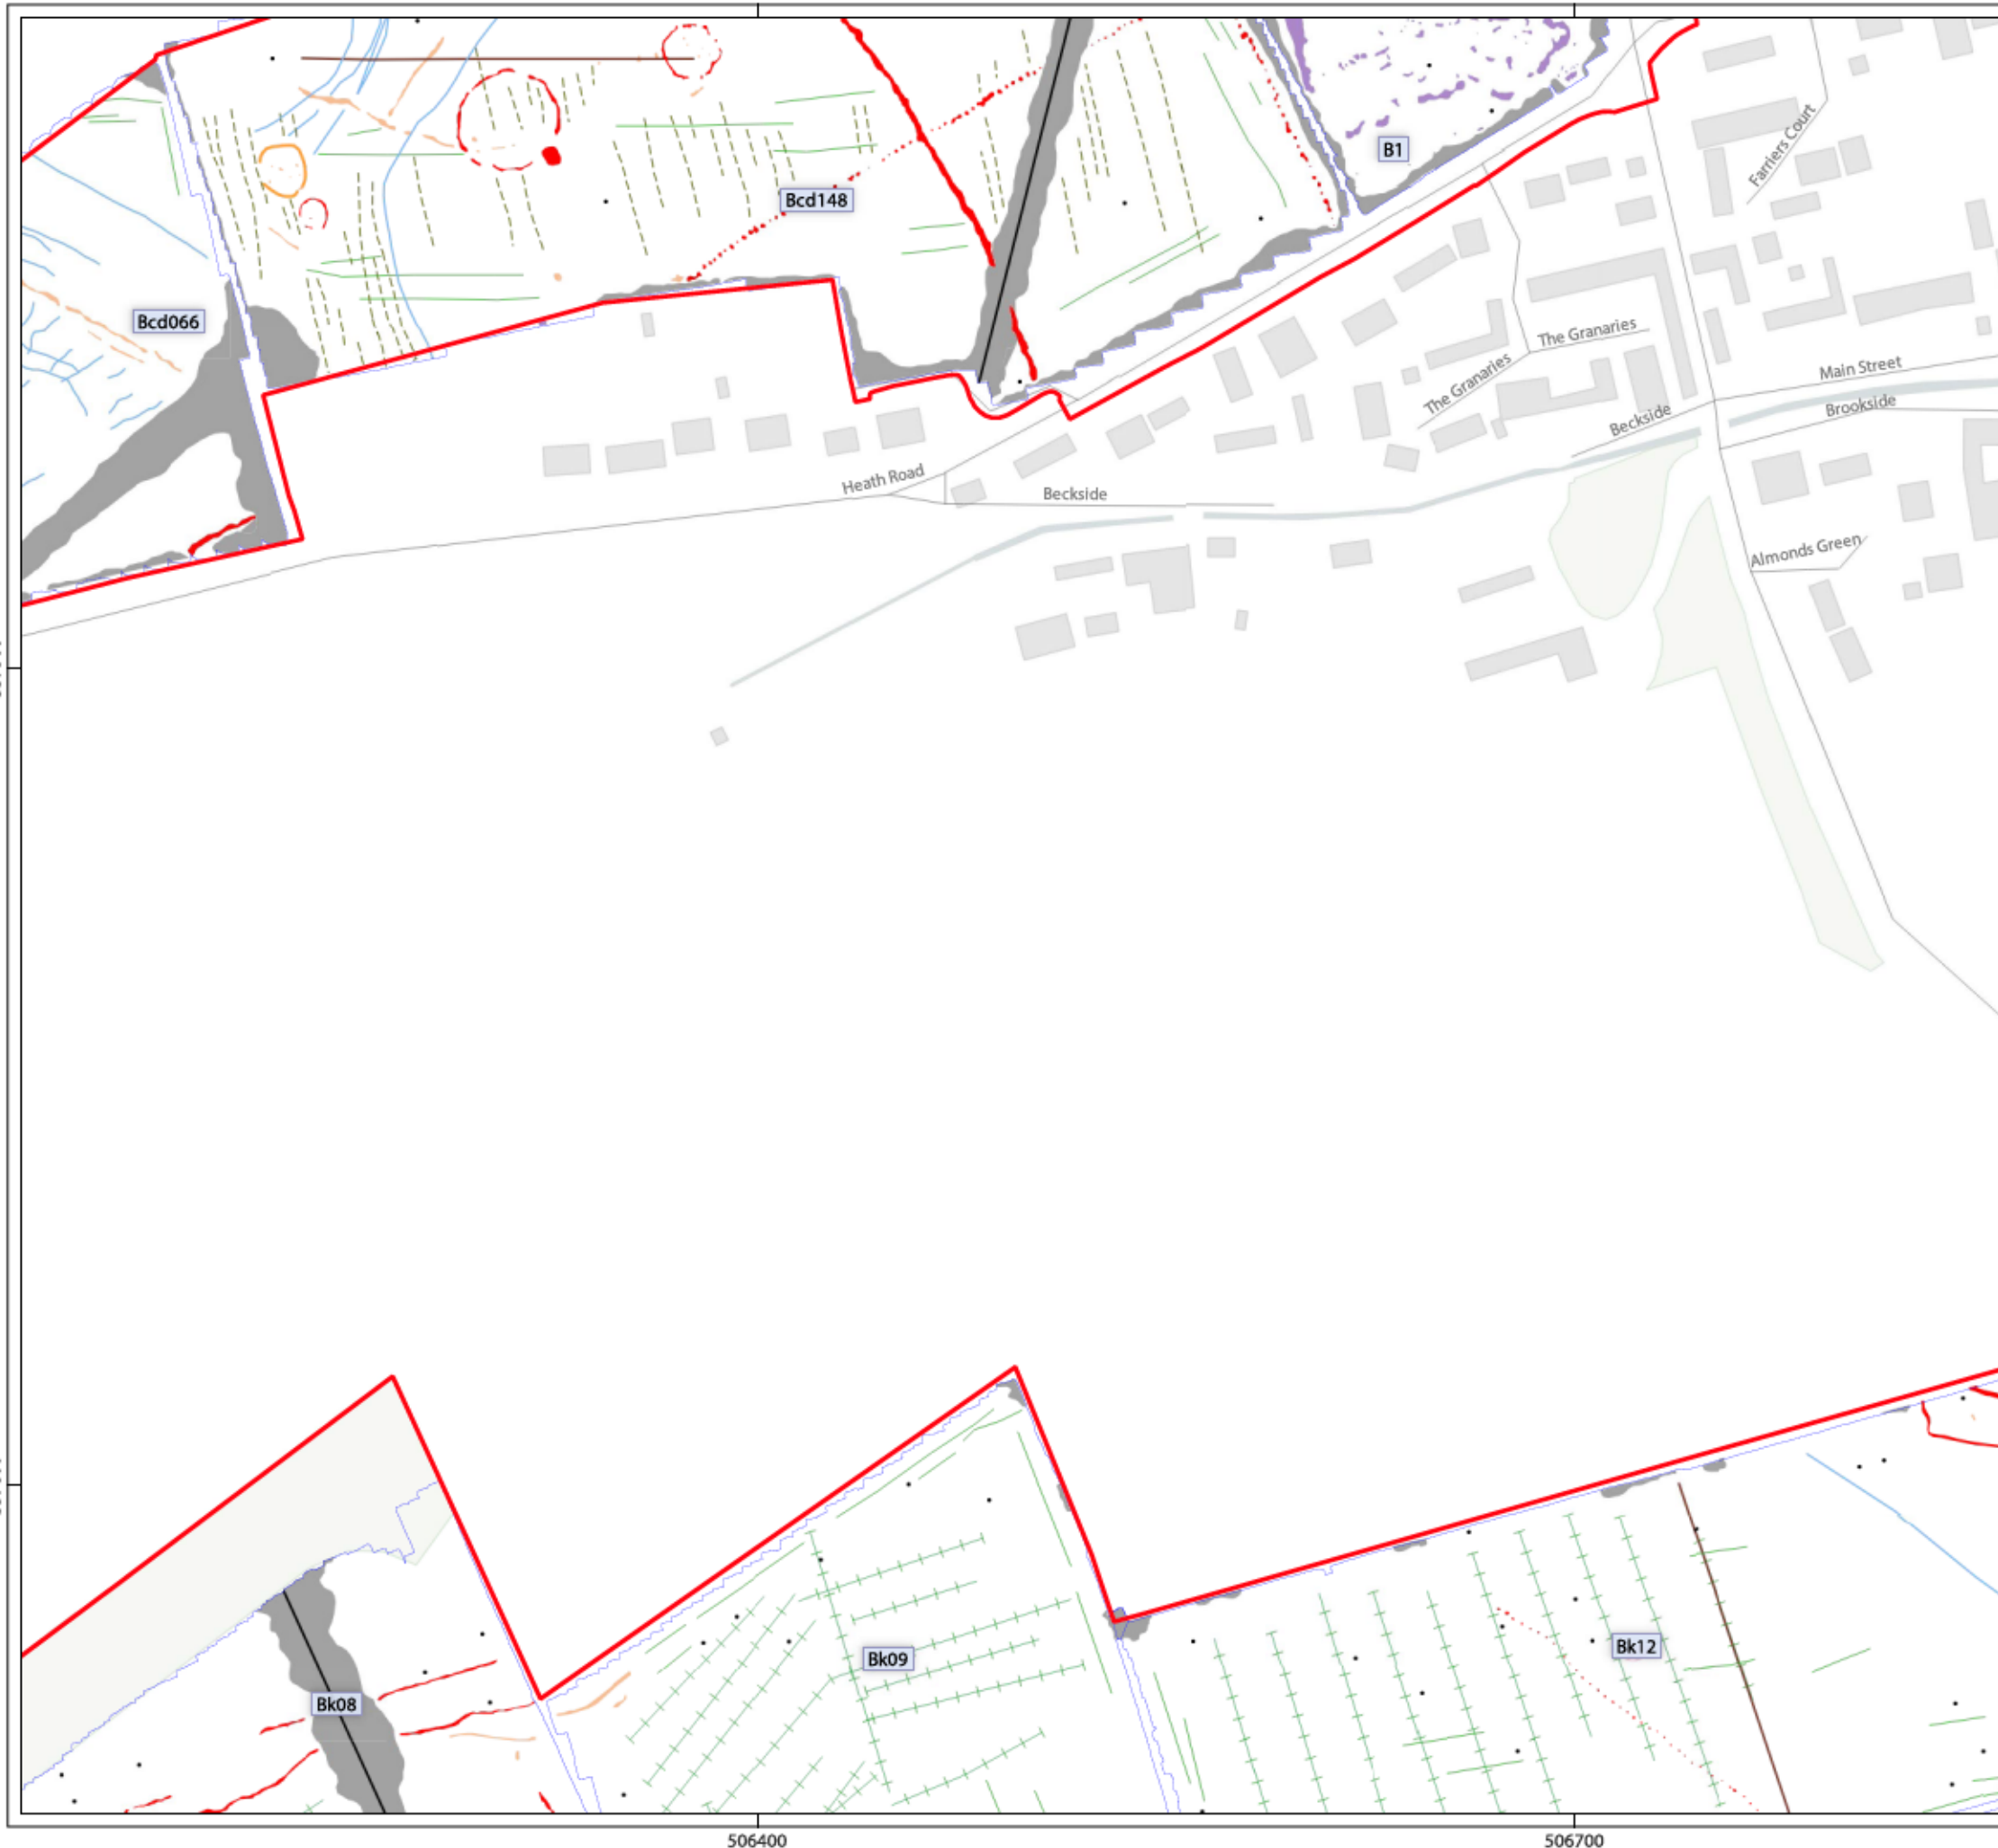 B1
Farriers Court
Bcd148
Bcd066
The Granaries
The Granaries
Main Street
Brookside
Beckside
Heath Road
Beckside
Almonds Green
Bk12
Bk09
Bk08
506400
506700